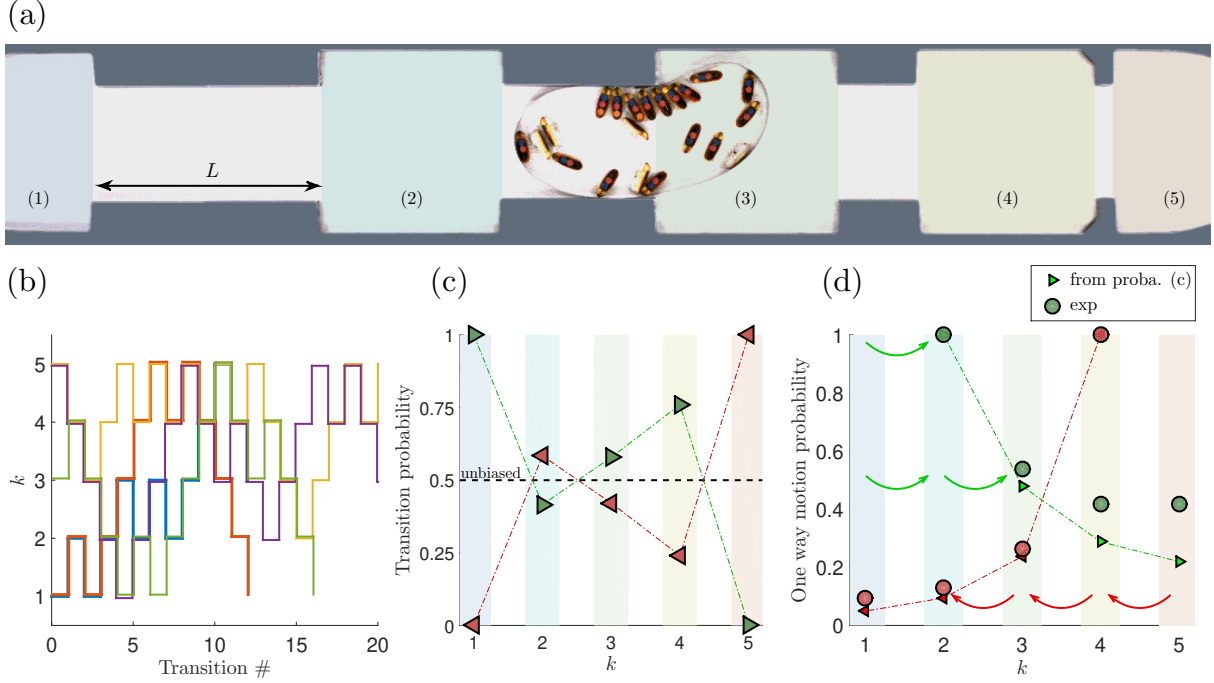 (a)
L
(1)
(2)
(3)
(4)
(5)
(b)
k
5
4
3
2
1
0
5
10
15
20
Transition #
(c)
Transition probability
1
0.75
0.5
0.25
0
unbiased
1
2
3
4
5
k
(d)
from proba. (c)
exp
One way motion probability
1
0.8
0.6
0.4
0.2
0
1
2
3
4
5
k